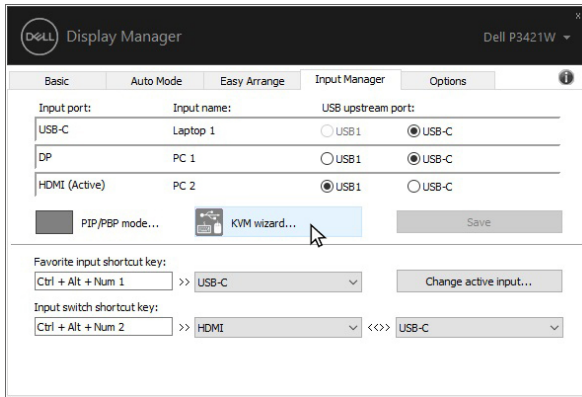 x
DELL Display Manager Dell P3421W
Basic Auto Mode Easy Arrange Input Manager Options i
Input port: Input name: USB upstream port:
USB-C Laptop 1 USB1 USB-C
DP PC 1 USB1 USB-C
HDMI (Active) PC 2 USB1 USB-C
PIP/PBP mode... KVM wizard... Save
Favorite input shortcut key:
Ctrl + Alt + Num 1 >> USB-C Change active input...
Input switch shortcut key:
Ctrl + Alt + Num 2 >> HDMI <<>> USB-C